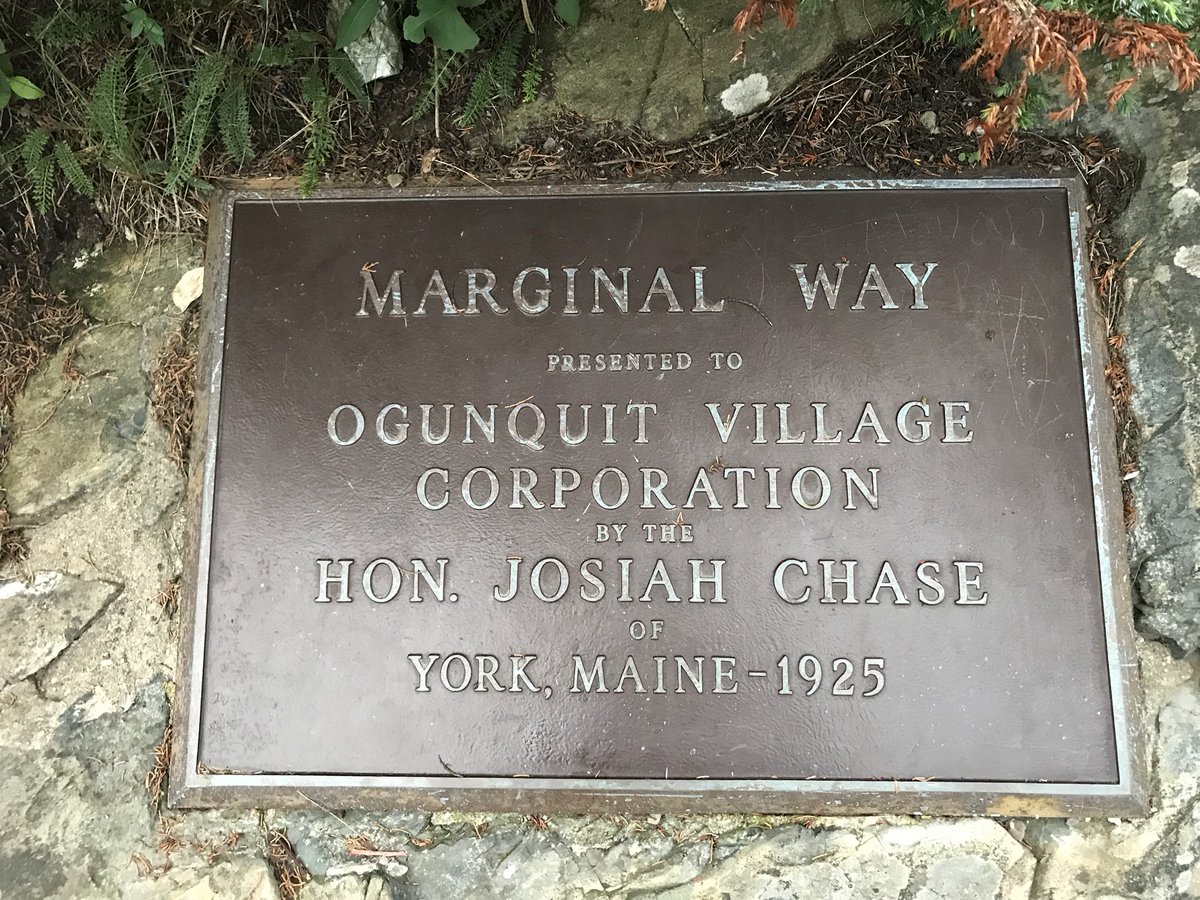 MARGINAL WAY
PRESENTED TO
OGUNQUIT VILLAGE
CORPORATION
BY THE
HON. JOSIAH CHASE
OF
YORK, MAINE-1925